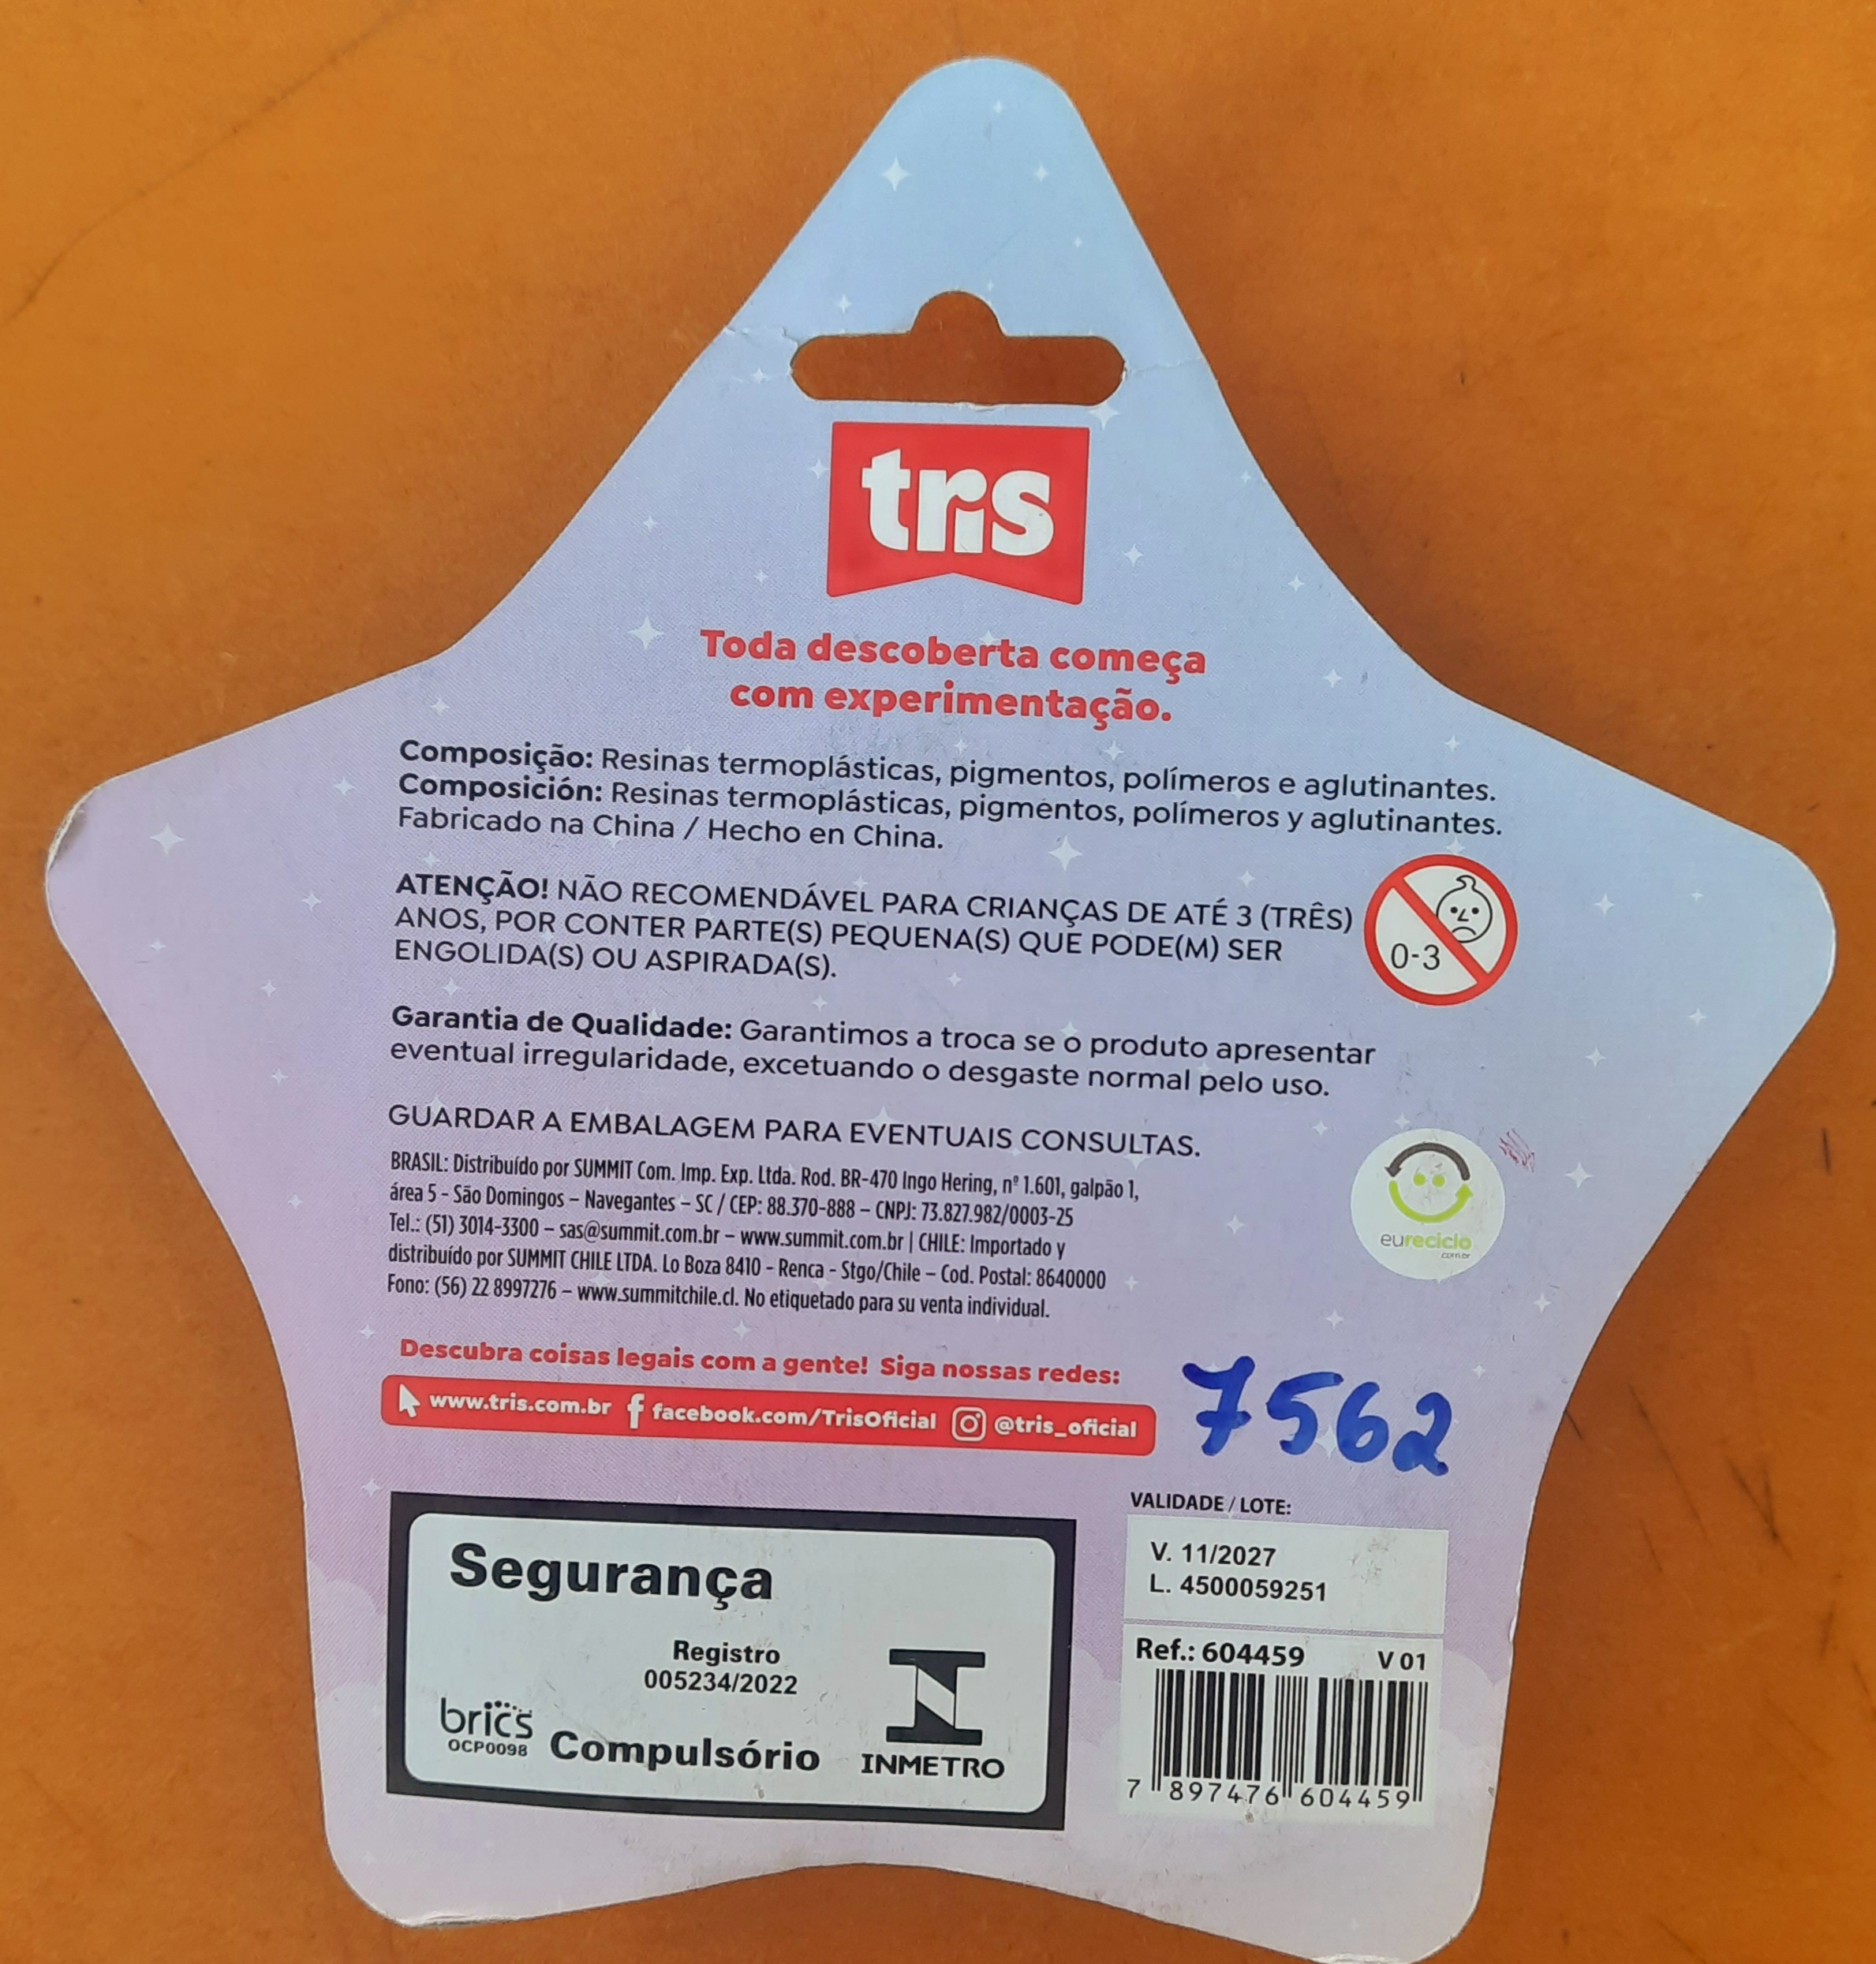 tris
Toda descoberta começa
com experimentação.
Composição: Resinas termoplásticas, pigmentos, polímeros e aglutinantes.
Composición: Resinas termoplásticas, pigmentos, polímeros y aglutinantes.
Fabricado na China / Hecho en China.
ATENÇÃO! NÃO RECOMENDÁVEL PARA CRIANÇAS DE ATÉ 3 (TRÊS)
ANOS, POR CONTER PARTE(S) PEQUENA(S) QUE PODE(M) SER
ENGOLIDA(S) OU ASPIRADA(S).
0-3
Garantia de Qualidade: Garantimos a troca se o produto apresentar
eventual irregularidade, excetuando o desgaste normal pelo uso.
GUARDAR A EMBALAGEM PARA EVENTUAIS CONSULTAS.
BRASIL: Distribuído por SUMMIT Com. Imp. Exp. Ltda. Rod. BR-470 Ingo Hering, nº 1.601, galpão 1,
área 5 - São Domingos – Navegantes – SC / CEP: 88.370-888 – CNPJ: 73.827.982/0003-25
Tel.: (51) 3014-3300 – sas@summit.com.br – www.summit.com.br | CHILE: Importado y
distribuído por SUMMIT CHILE LTDA. Lo Boza 8410 - Renca - Stgo/Chile – Cod. Postal: 8640000
Fono: (56) 22 8997276 – www.summitchile.cl. No etiquetado para su venta individual.
eureciclo
com.br
Descubra coisas legais com a gente! Siga nossas redes:
www.tris.com.br facebook.com/TrisOficial @tris_oficial
7562
Segurança
Registro
005234/2022
brics
OCP0098
Compulsório
INMETRO
VALIDADE / LOTE:
V. 11/2027
L. 4500059251
Ref.: 604459 V 01
7 897476 604459